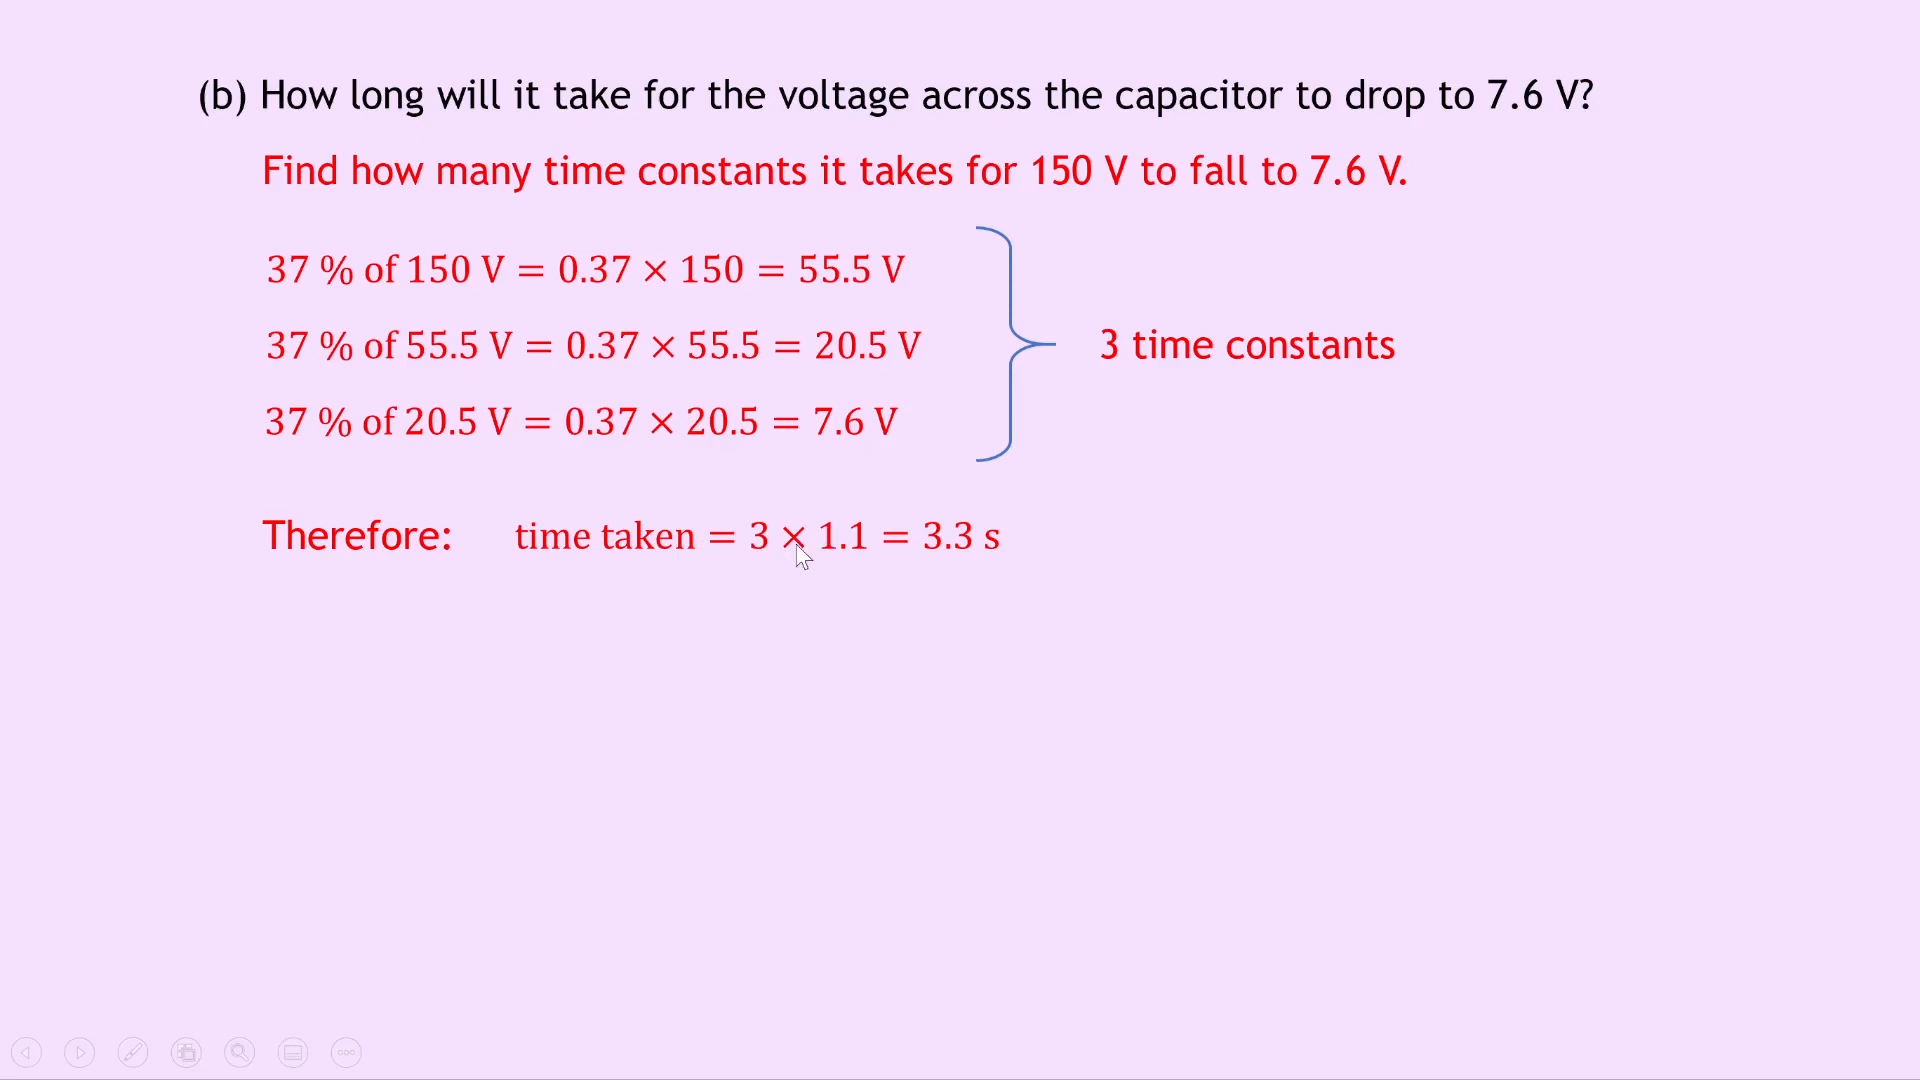 (b) How long will it take for the voltage across the capacitor to drop to 7.6 V?
Find how many time constants it takes for 150 V to fall to 7.6 V.
37 % of 150 V = 0.37 × 150 = 55.5 V
37 % of 55.5 V = 0.37 × 55.5 = 20.5 V
3 time constants
37 % of 20.5 V = 0.37 × 20.5 = 7.6 V
Therefore: time taken = 3 × 1.1 = 3.3 s